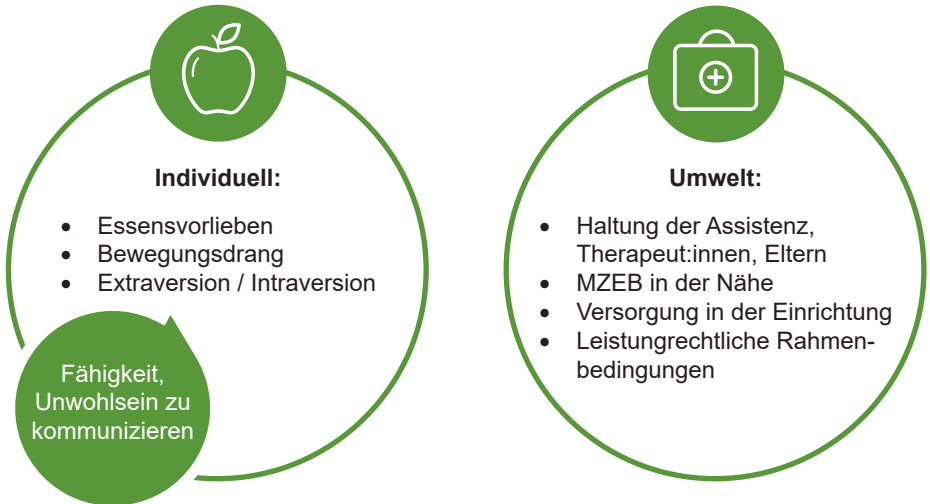 Individuell:
• Essensvorlieben
• Bewegungsdrang
• Extraversion / Intraversion
Fähigkeit,
Unwohlsein zu
kommunizieren
Umwelt:
• Haltung der Assistenz,
Therapeut:innen, Eltern
• MZEB in der Nähe
• Versorgung in der Einrichtung
• Leistungrechtliche Rahmen-
bedingungen